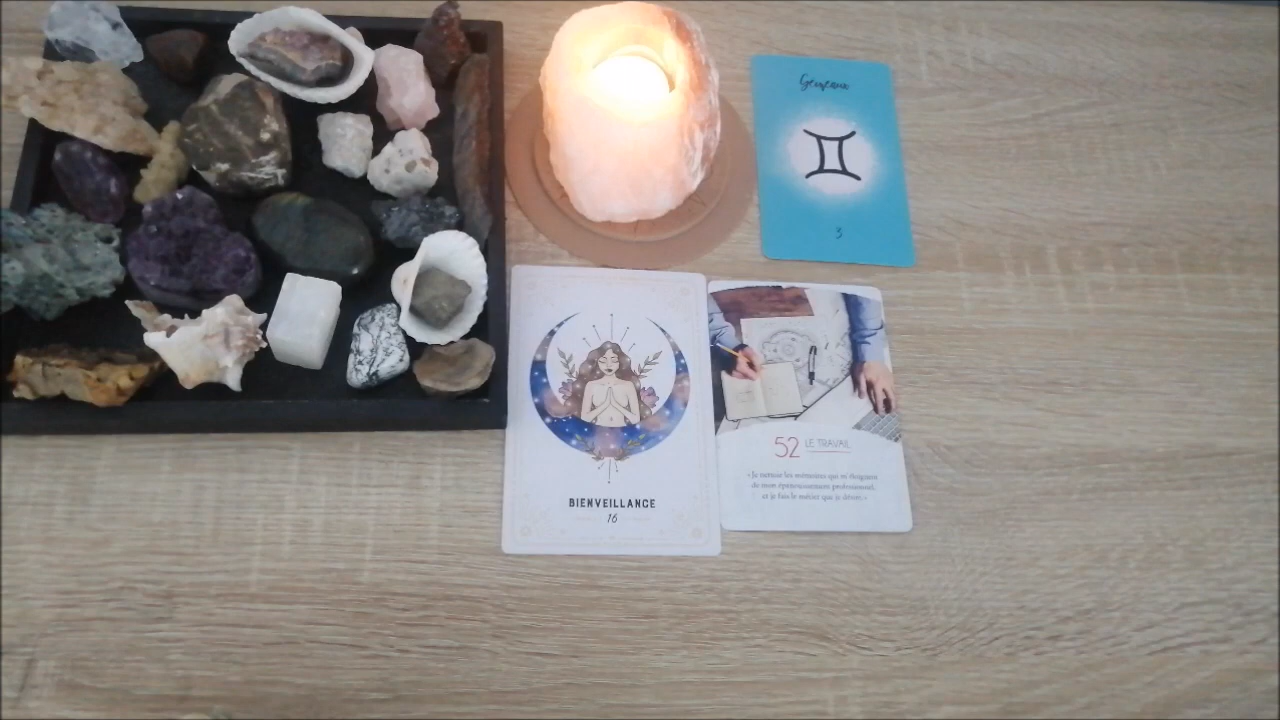 Gémeaux
3
BIENVEILLANCE
16
52 LE TRAVAIL
« Je nettoie les mémoires qui m'éloignent
de mon épanouissement professionnel,
et je fais le métier que je désire. »